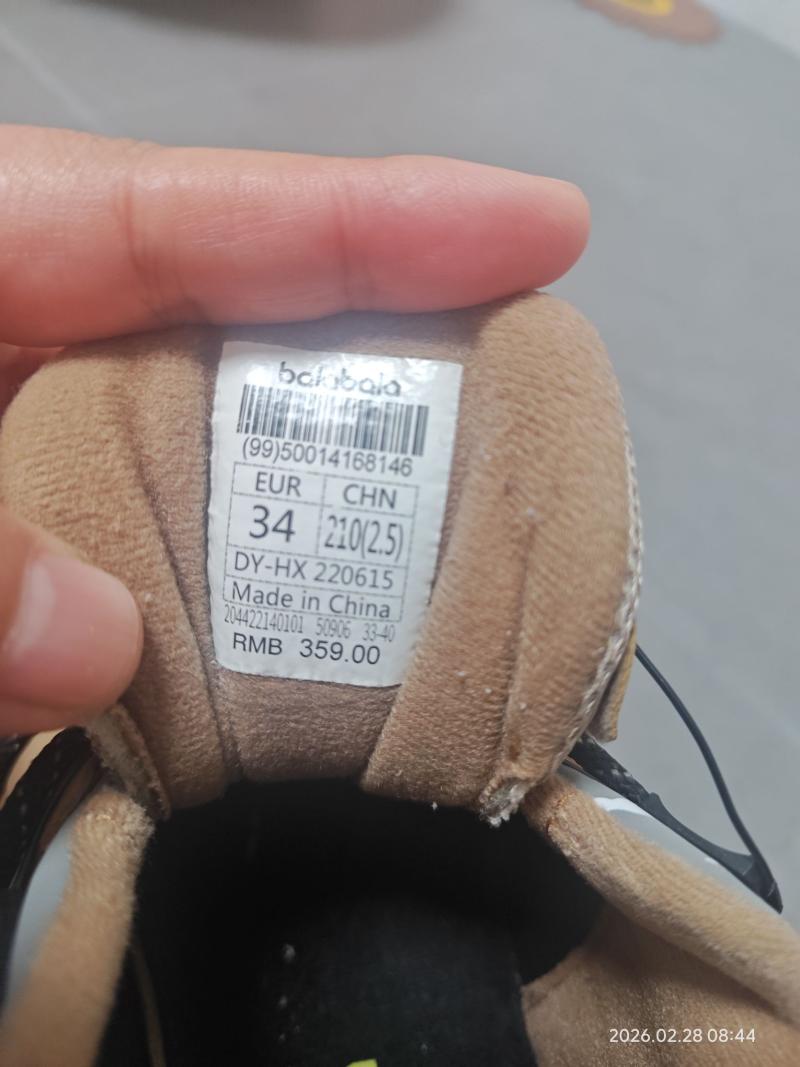 balabala
(99)50014168146
EUR CHN
34 210(2.5)
DY-HX 220615
Made in China
204422140101 50906 33-40
RMB 359.00
2026.02.28 08:44